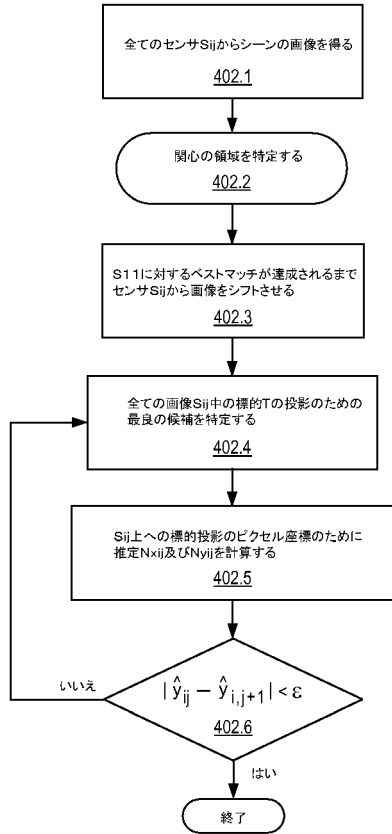 全てのセンサSijからシーンの画像を得る
402.1
関心の領域を特定する
402.2
S11に対するベストマッチが達成されるまで
センサSijから画像をシフトさせる
402.3
全ての画像Sij中の標的Tの投影のための
最良の候補を特定する
402.4
Sij上への標的投影のピクセル座標のために
推定Nxij及びNyijを計算する
402.5
いいえ
|ŷij − ŷi,j+1| < ε
402.6
はい
終了